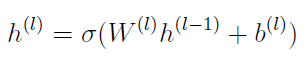 h^{(l)} = σ(W^{(l)}h^{(l−1)} + b^{(l)})